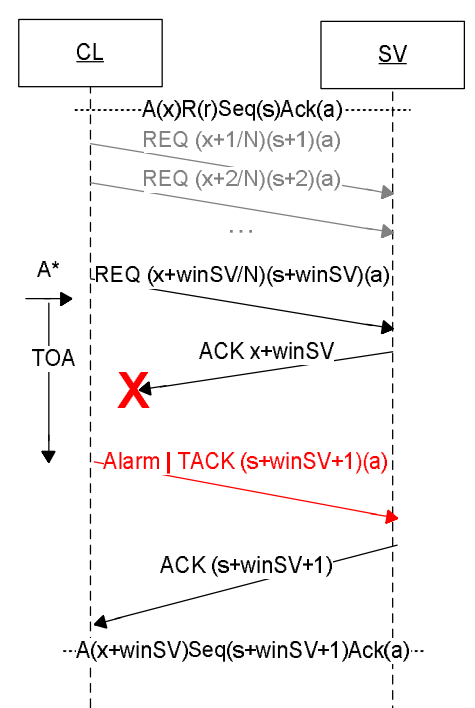 CL
SV
A(x)R(r)Seq(s)Ack(a)
REQ (x+1/N)(s+1)(a)
REQ (x+2/N)(s+2)(a)
...
A*
REQ (x+winSV/N)(s+winSV)(a)
ACK x+winSV
TOA
X
Alarm | TACK (s+winSV+1)(a)
ACK (s+winSV+1)
A(x+winSV)Seq(s+winSV+1)Ack(a)